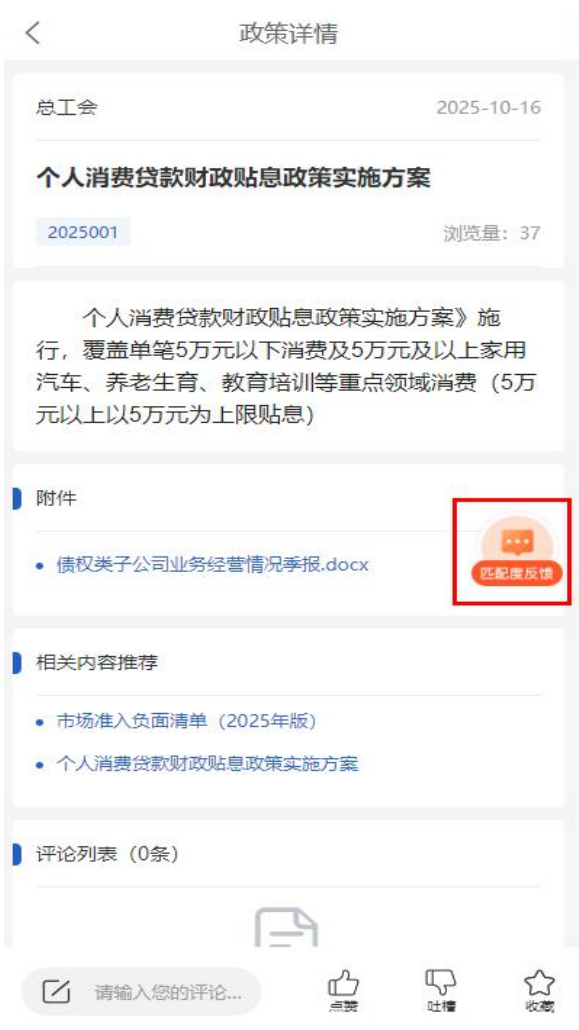 政策详情
总工会
2025-10-16
个人消费贷款财政贴息政策实施方案
2025001
浏览量：37
个人消费贷款财政贴息政策实施方案》施
行，覆盖单笔5万元以下消费及5万元及以上家用
汽车、养老生育、教育培训等重点领域消费（5万
元以上以5万元为上限贴息）
附件
债权类子公司业务经营情况季报.docx
匹配度反馈
相关内容推荐
市场准入负面清单（2025年版）
个人消费贷款财政贴息政策实施方案
评论列表（0条）
请输入您的评论...
点赞
吐槽
收藏